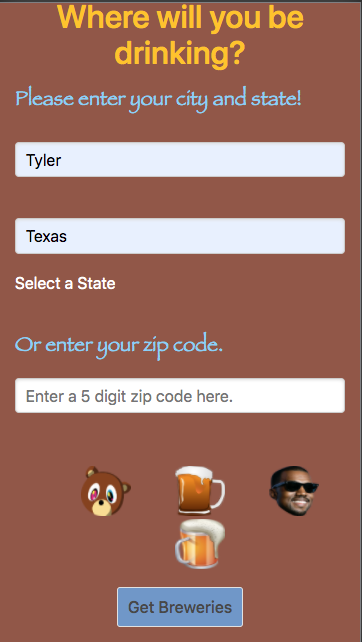 Where will you be
drinking?
Please enter your city and state!
Tyler
Texas
Select a State
Or enter your zip code.
Enter a 5 digit zip code here.
Get Breweries